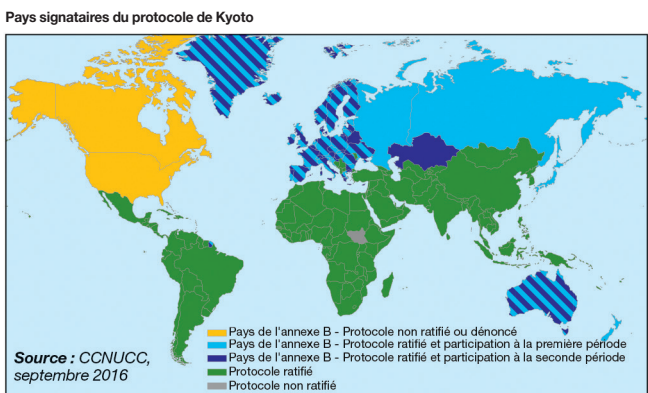 Pays signataires du protocole de Kyoto
Pays de l'annexe B - Protocole non ratifié ou dénoncé
Pays de l'annexe B - Protocole ratifié et participation à la première période
Pays de l'annexe B - Protocole ratifié et participation à la seconde période
Protocole ratifié
Protocole non ratifié
Source : CCNUCC,
septembre 2016